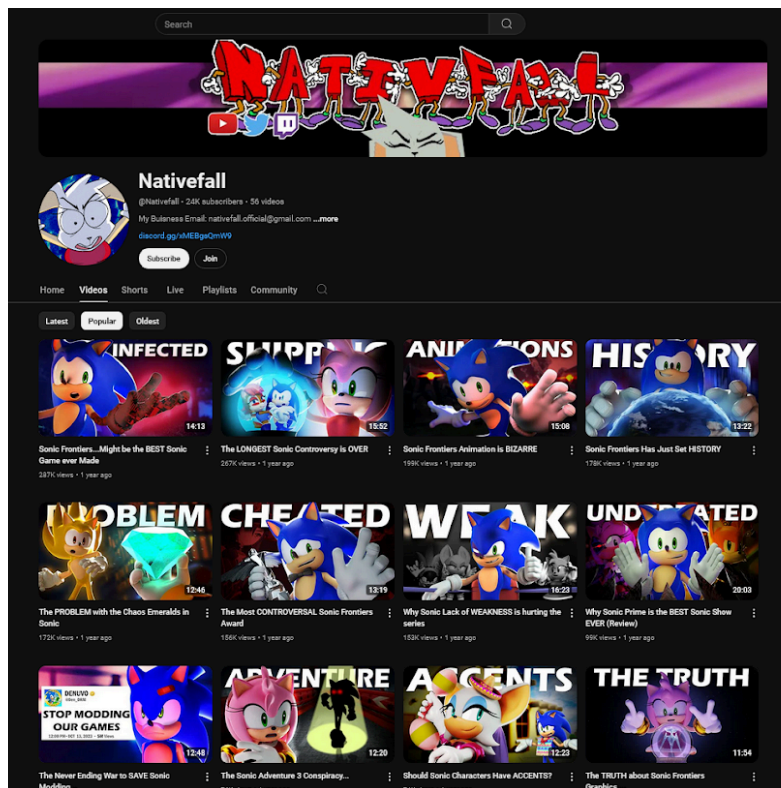 Search
NATIVEFALL
Nativefall
@Nativefall • 24K subscribers • 56 videos
My Buisness Email: nativefall.official@gmail.com ...more
discord.gg/xMEBgsQmW9
Subscribe
Join
Home Videos Shorts Live Playlists Community
Latest Popular Oldest
INFECTED
14:13
SHIPPING
15:52
ANIMATIONS
15:08
HISTORY
13:22
Sonic Frontiers...Might be the BEST Sonic
Game ever Made
287K views • 1 year ago
The LONGEST Sonic Controversy is OVER
267K views • 1 year ago
Sonic Frontiers Animation is BIZARRE
199K views • 1 year ago
Sonic Frontiers Has Just Set HISTORY
178K views • 1 year ago
PROBLEM
12:46
CHEATED
13:19
WEAK
16:23
UNDERRATED
20:03
The PROBLEM with the Chaos Emeralds in
Sonic
172K views • 1 year ago
The Most CONTROVERSAL Sonic Frontiers
Award
156K views • 1 year ago
Why Sonic Lack of WEAKNESS is hurting the
series
153K views • 1 year ago
Why Sonic Prime is the BEST Sonic Show
EVER (Review)
99K views • 1 year ago
DENUVO
STOP MODDING
OUR GAMES
12:48
ADVENTURE
12:20
ACCENTS
12:23
THE TRUTH
11:54
The Never Ending War to SAVE Sonic
Modding
The Sonic Adventure 3 Conspiracy...
Should Sonic Characters Have ACCENTS?
The TRUTH about Sonic Frontiers
Graphics